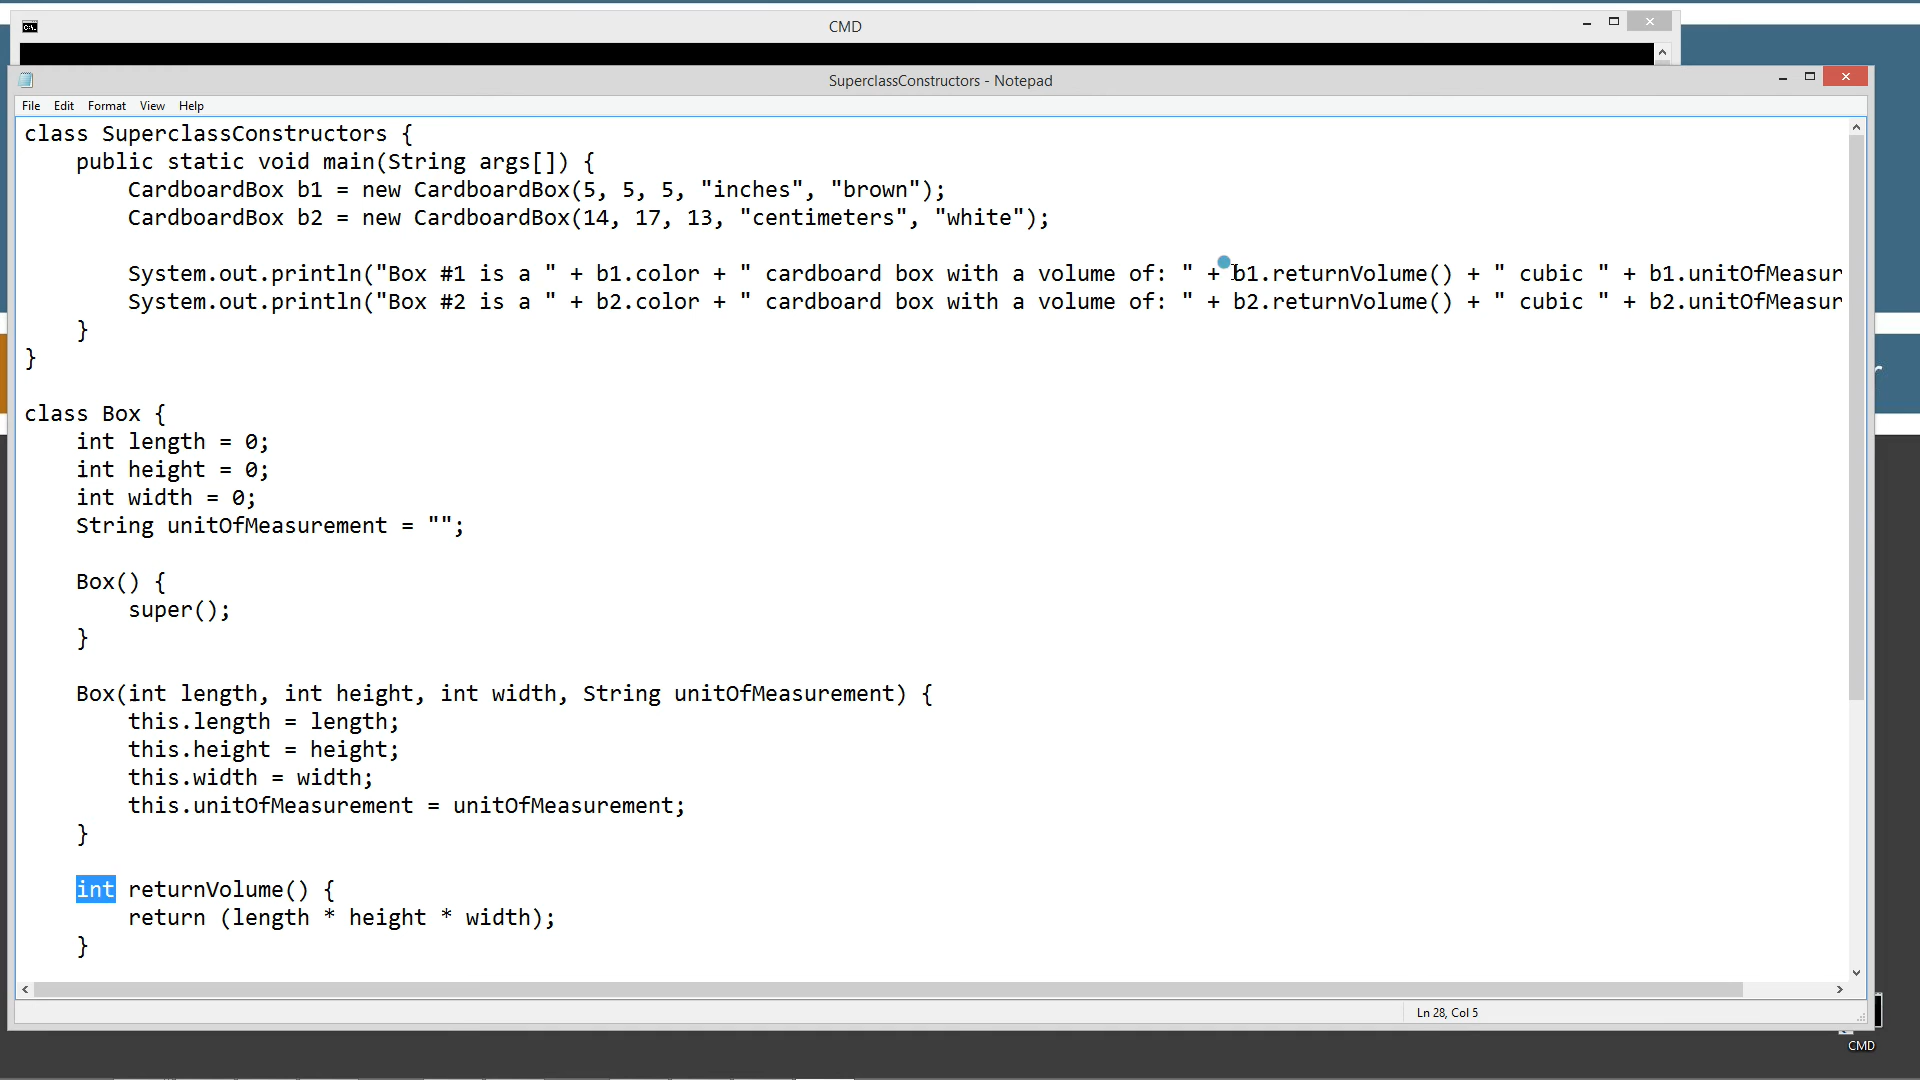 CMD
SuperclassConstructors - Notepad
File Edit Format View Help
class SuperclassConstructors {
    public static void main(String args[]) {
        CardboardBox b1 = new CardboardBox(5, 5, 5, "inches", "brown");
        CardboardBox b2 = new CardboardBox(14, 17, 13, "centimeters", "white");
        System.out.println("Box #1 is a " + b1.color + " cardboard box with a volume of: " + b1.returnVolume() + " cubic " + b1.unitOfMeasur
        System.out.println("Box #2 is a " + b2.color + " cardboard box with a volume of: " + b2.returnVolume() + " cubic " + b2.unitOfMeasur
    }
}
class Box {
    int length = 0;
    int height = 0;
    int width = 0;
    String unitOfMeasurement = "";
    Box() {
        super();
    }
    Box(int length, int height, int width, String unitOfMeasurement) {
        this.length = length;
        this.height = height;
        this.width = width;
        this.unitOfMeasurement = unitOfMeasurement;
    }
    int returnVolume() {
        return (length * height * width);
    }
Ln 28, Col 5
CMD